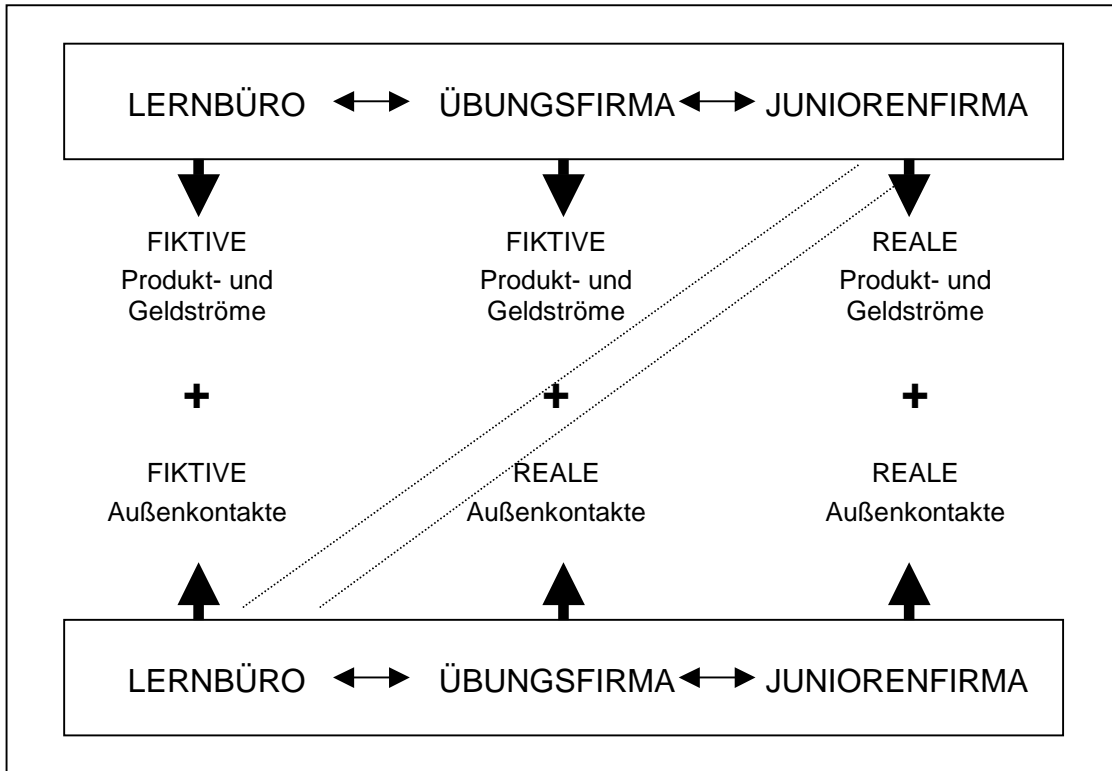 LERNBÜRO ÜBUNGSFIRMA JUNIORENFIRMA
FIKTIVE FIKTIVE REALE
Produkt- und Produkt- und Produkt- und
Geldströme Geldströme Geldströme
+ + +
FIKTIVE REALE REALE
Außenkontakte Außenkontakte Außenkontakte
LERNBÜRO ÜBUNGSFIRMA JUNIORENFIRMA